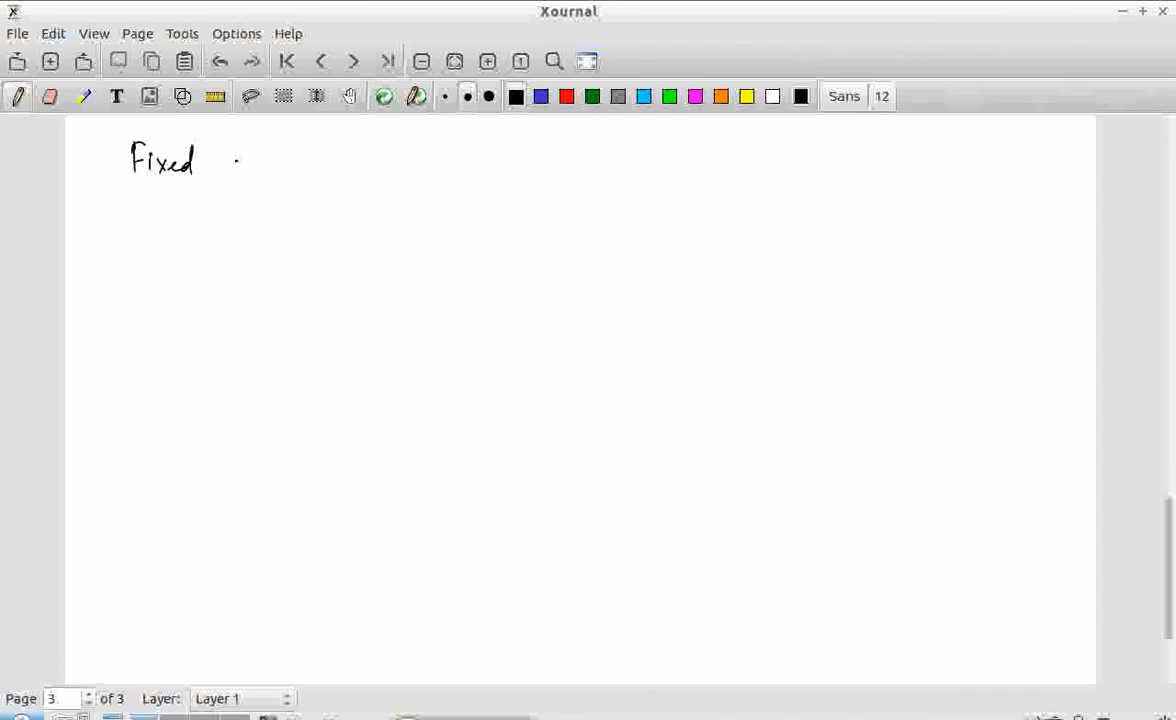 Xournal
File Edit View Page Tools Options Help
Sans 12
Fixed
Page 3 of 3 Layer: Layer 1